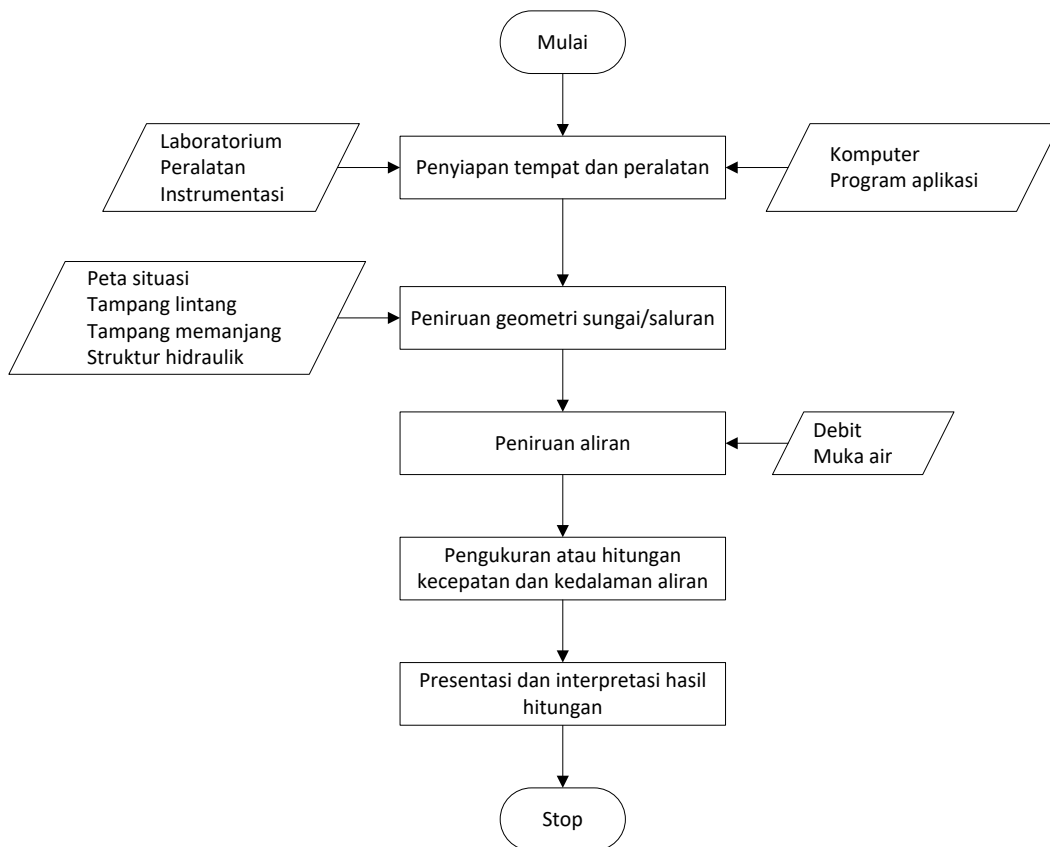 Mulai
Laboratorium
Peralatan
Instrumentasi
Penyiapan tempat dan peralatan
Komputer
Program aplikasi
Peta situasi
Tampang lintang
Tampang memanjang
Struktur hidraulik
Peniruan geometri sungai/saluran
Peniruan aliran
Debit
Muka air
Pengukuran atau hitungan
kecepatan dan kedalaman aliran
Presentasi dan interpretasi hasil
hitungan
Stop